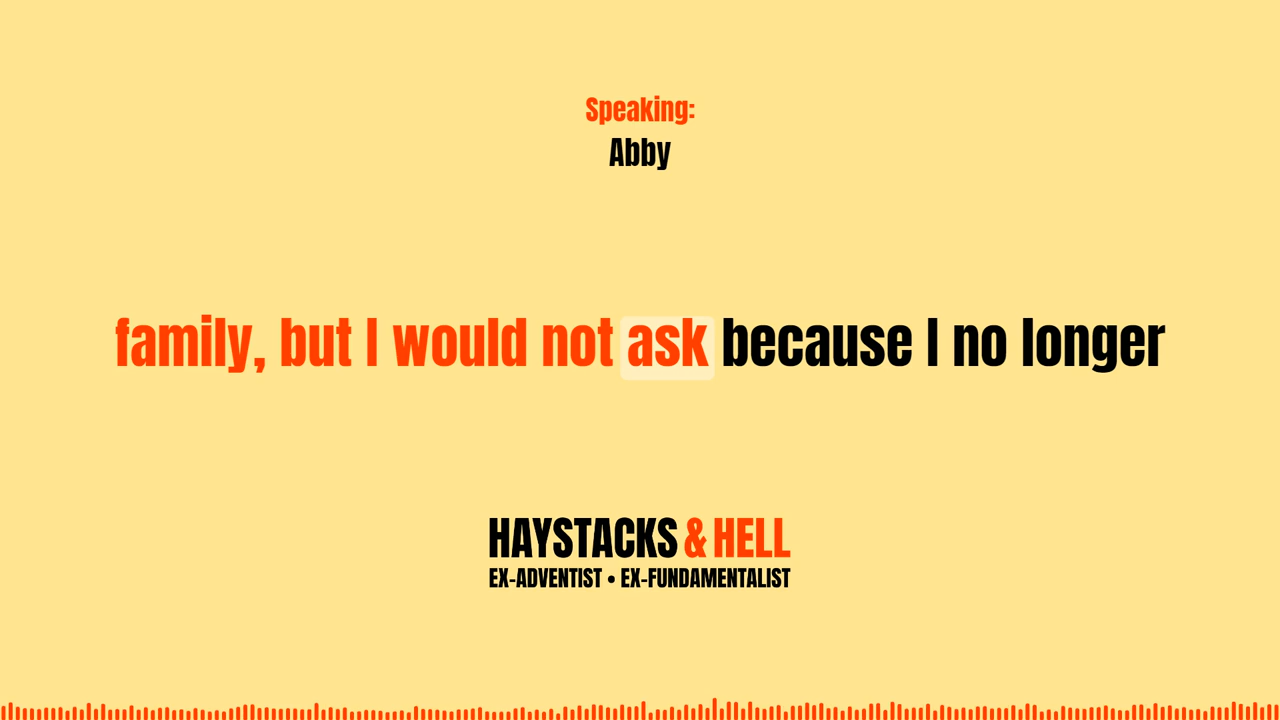 Speaking:
Abby
family, but I would not ask because I no longer
HAYSTACKS & HELL
EX-ADVENTIST • EX-FUNDAMENTALIST